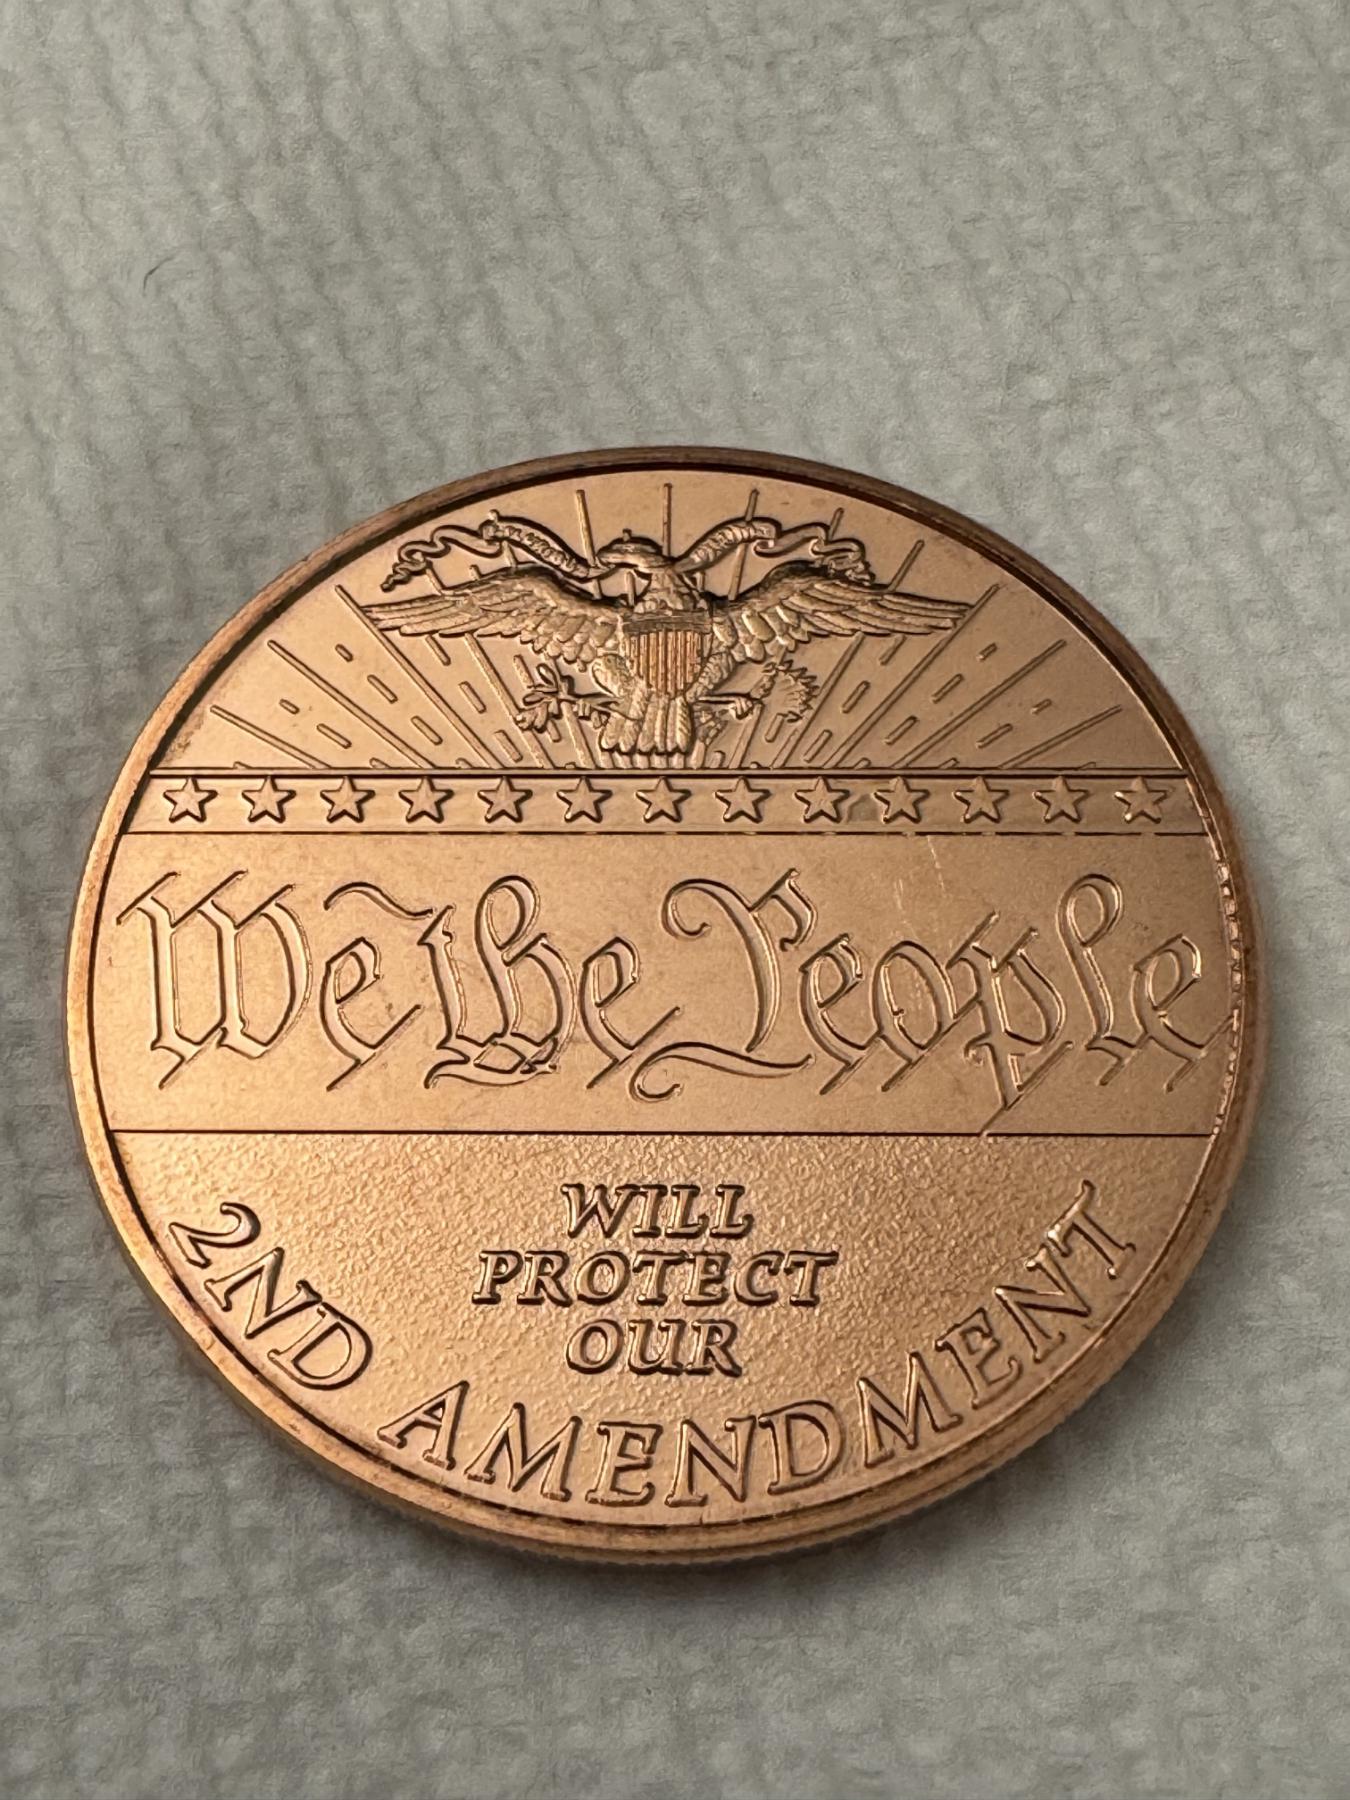 We the People
WILL
PROTECT
OUR
2ND AMENDMENT